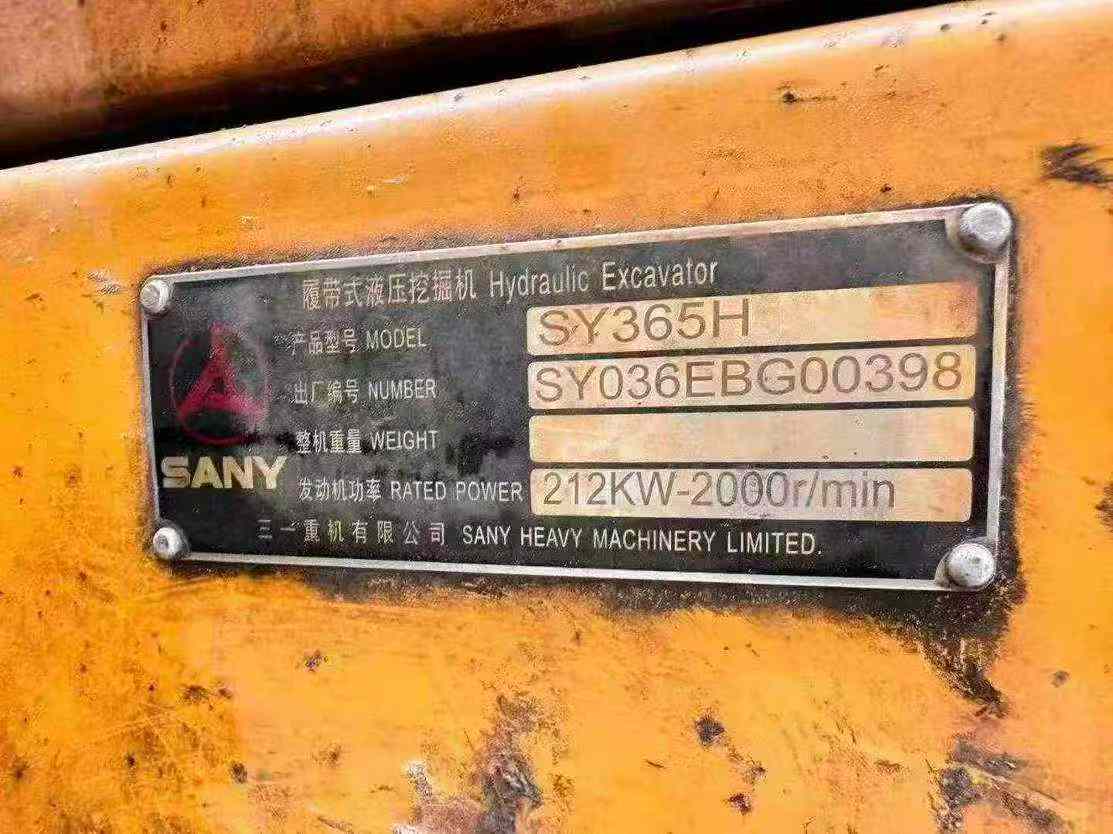 履带式液压挖掘机 Hydraulic Excavator
产品型号 MODEL SY365H
出厂编号 NUMBER SY036EBG00398
整机重量 WEIGHT
SANY
发动机功率 RATED POWER 212KW-2000r/min
三一重机有限公司 SANY HEAVY MACHINERY LIMITED.